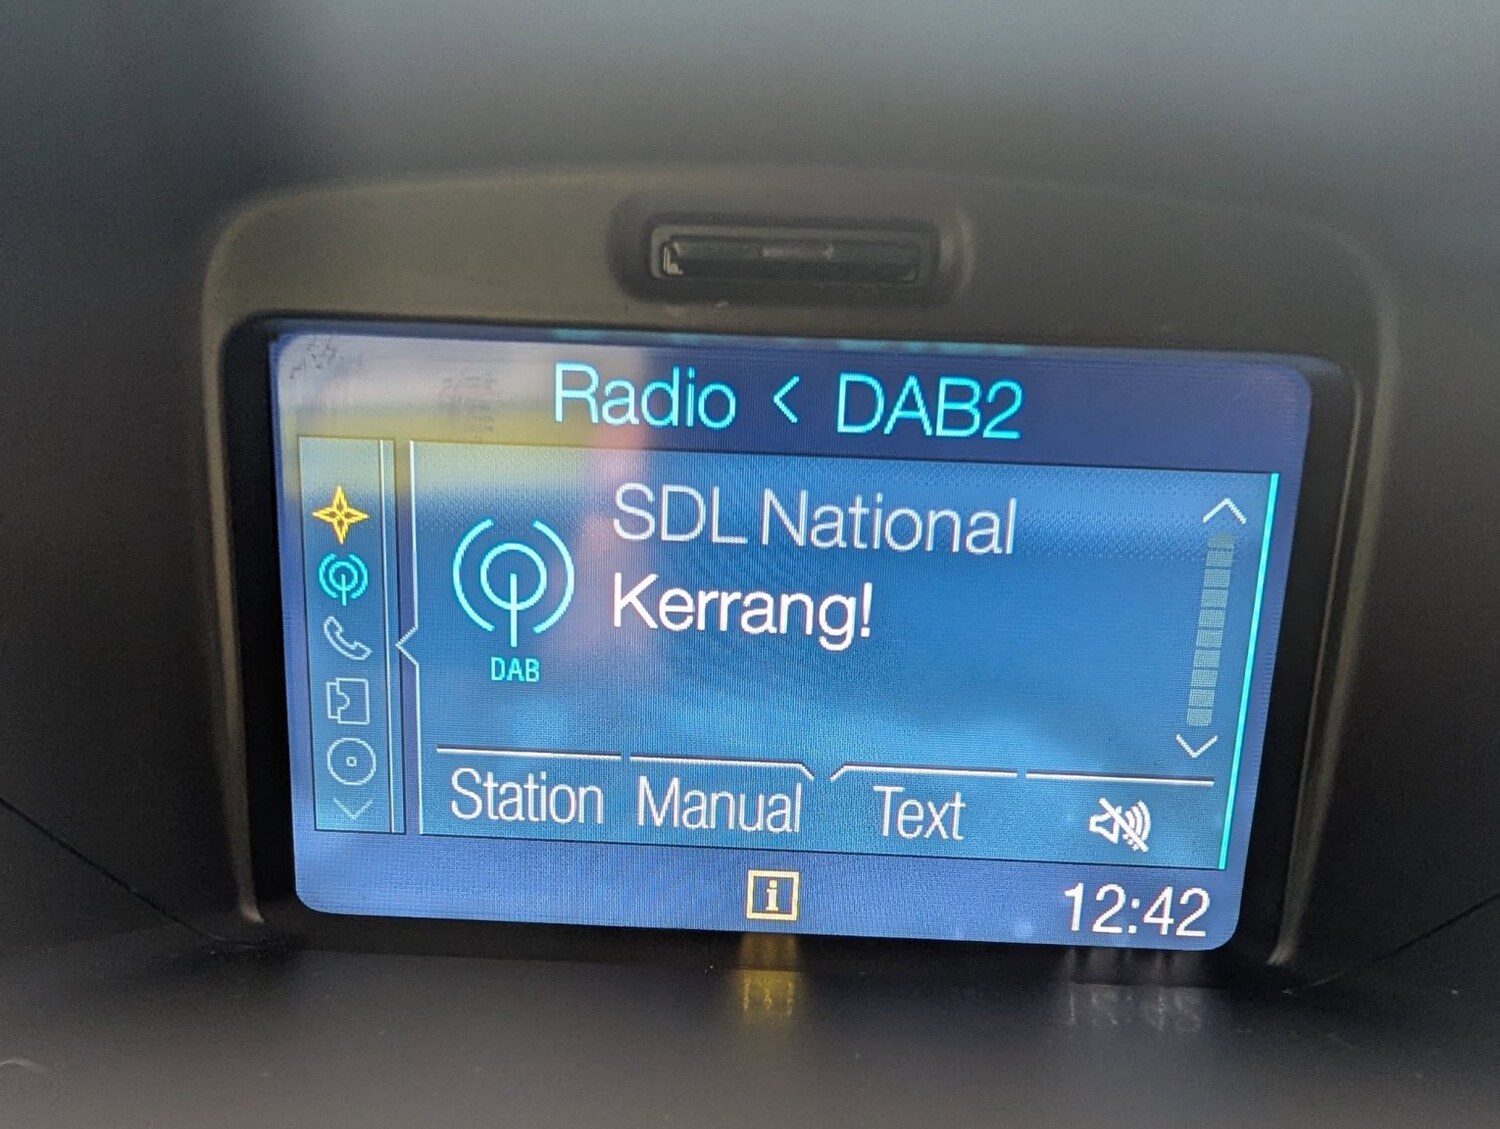 Radio < DAB2
SDL National
Kerrang!
DAB
Station Manual Text
i
12:42